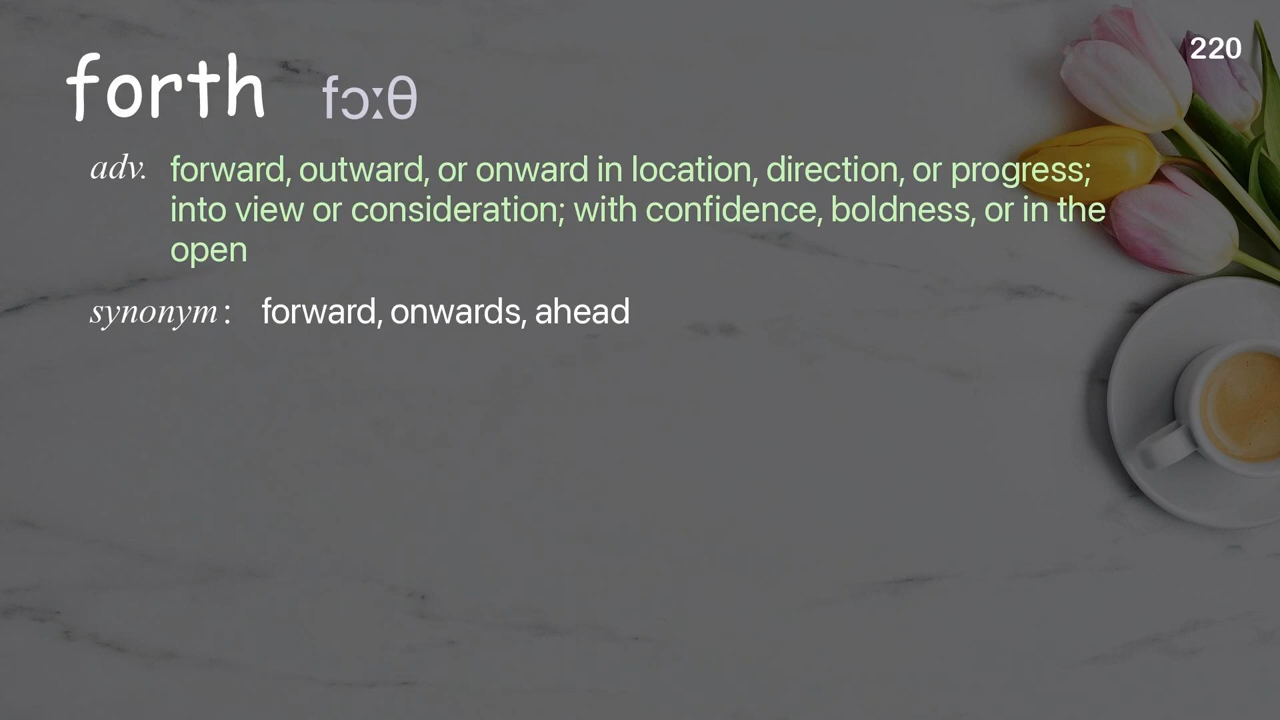 220
forth fɔːθ
adv. forward, outward, or onward in location, direction, or progress;
into view or consideration; with confidence, boldness, or in the
open
synonym: forward, onwards, ahead